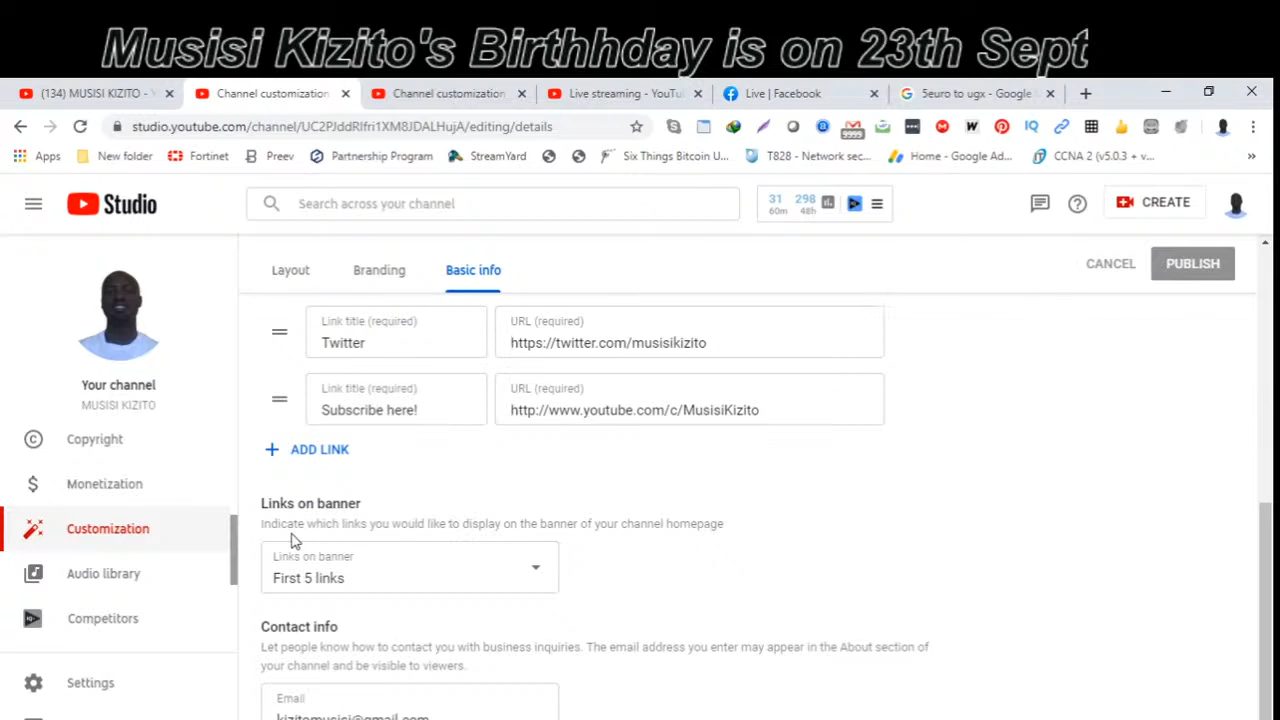 Musisi Kizito's Birthhday is on 23th Sept
(134) MUSISI KIZITO - Channel customization Channel customization Live streaming - YouTu Live | Facebook 5euro to ugx - Google
studio.youtube.com/channel/UC2PJddRlfri1XM8JDALHujA/editing/details
Apps New folder Fortinet Preev Partnership Program StreamYard Six Things Bitcoin U... T828 - Network sec... Home - Google Ad... CCNA 2 (v5.0.3 + v...
Studio Search across your channel 31 60m 298 48h CREATE
Layout Branding Basic info CANCEL PUBLISH
Link title (required) URL (required)
Twitter https://twitter.com/musisikizito
Your channel
MUSISI KIZITO
Link title (required) URL (required)
Subscribe here! http://www.youtube.com/c/MusisiKizito
Copyright
Monetization
Customization
Audio library
Competitors
Settings
ADD LINK
Links on banner
Indicate which links you would like to display on the banner of your channel homepage
Links on banner
First 5 links
Contact info
Let people know how to contact you with business inquiries. The email address you enter may appear in the About section of
your channel and be visible to viewers.
Email
kizitomusisi@gmail.com